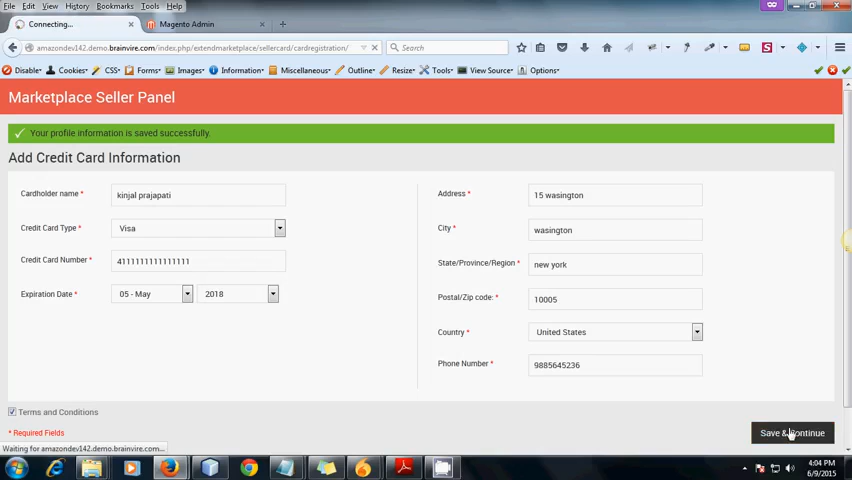 File Edit View History Bookmarks Tools Help
Connecting...
Magento Admin
amazondev142.demo.brainvire.com/index.php/extendmarketplace/sellercard/cardregistration/
Search
Disable Cookies CSS Forms Images Information Miscellaneous Outline Resize Tools View Source Options
Marketplace Seller Panel
Your profile information is saved successfully.
Add Credit Card Information
Cardholder name *
kinjal prajapati
Credit Card Type *
Visa
Credit Card Number *
4111111111111111
Expiration Date *
05 - May
2018
Address *
15 wasington
City *
wasington
State/Province/Region *
new york
Postal/Zip code: *
10005
Country *
United States
Phone Number *
9885645236
Terms and Conditions
* Required Fields
Save & Continue
Waiting for amazondev142.demo.brainvire.com...
4:04 PM
6/9/2015